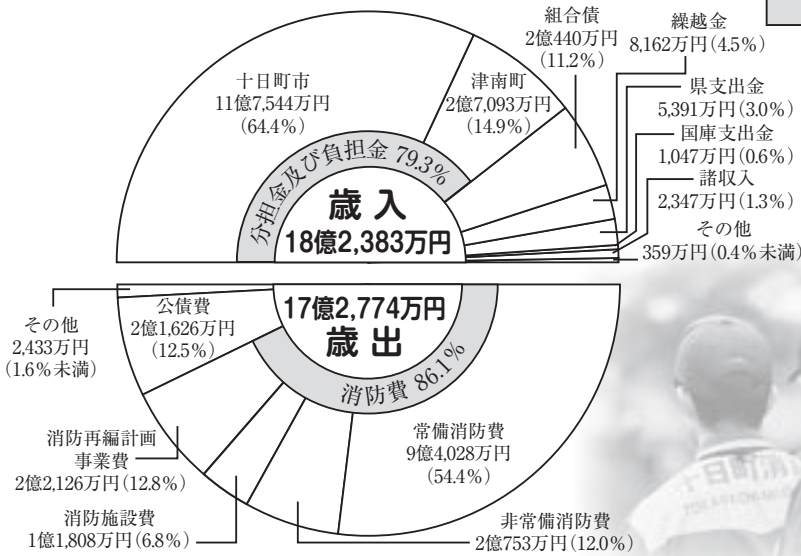 組合債
2億440万円
(11.2%)
繰越金
8,162万円(4.5%)
県支出金
5,391万円(3.0%)
国庫支出金
1,047万円(0.6%)
諸収入
2,347万円(1.3%)
その他
359万円(0.4%未満)
十日町市
11億7,544万円
(64.4%)
津南町
2億7,093万円
(14.9%)
分担金及び負担金 79.3%
歳入
18億2,383万円
17億2,774万円
歳出
消防費 86.1%
その他
2,433万円
(1.6%未満)
公債費
2億1,626万円
(12.5%)
消防再編計画
事業費
2億2,126万円(12.8%)
消防施設費
1億1,808万円(6.8%)
常備消防費
9億4,028万円
(54.4%)
非常備消防費
2億753万円(12.0%)